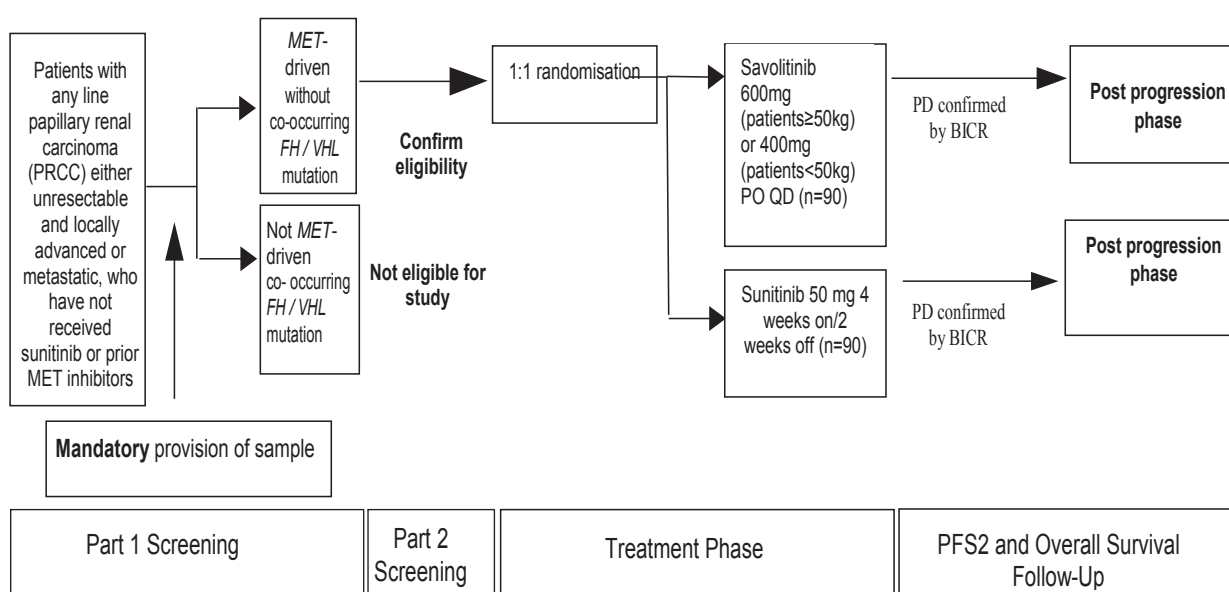 Patients with
any line
papillary renal
carcinoma
(PRCC) either
unresectable
and locally
advanced or
metastatic, who
have not
received
sunitinib or prior
MET inhibitors
MET-
driven
without
co-occurring
FH / VHL
mutation
Not MET-
driven
co- occurring
FH / VHL
mutation
Mandatory provision of sample
Confirm
eligibility
Not eligible for
study
1:1 randomisation
Savolitinib
600mg
(patients≥50kg)
or 400mg
(patients<50kg)
PO QD (n=90)
Sunitinib 50 mg 4
weeks on/2
weeks off (n=90)
PD confirmed
by BICR
PD confirmed
by BICR
Post progression
phase
Post progression
phase
Part 1 Screening
Part 2
Screening
Treatment Phase
PFS2 and Overall Survival
Follow-Up